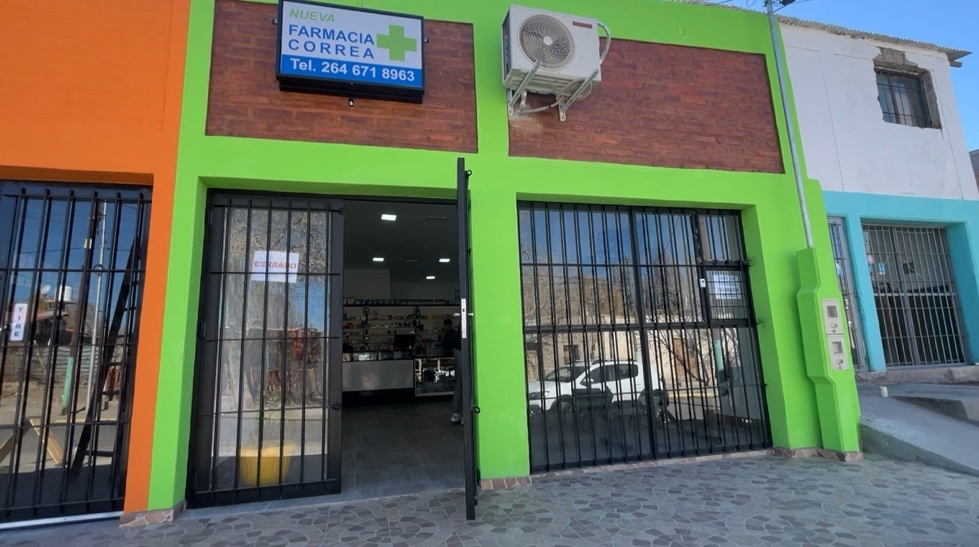 NUEVA
FARMACIA
CORREA
Tel. 264 671 8963
CERRADO
TIRE